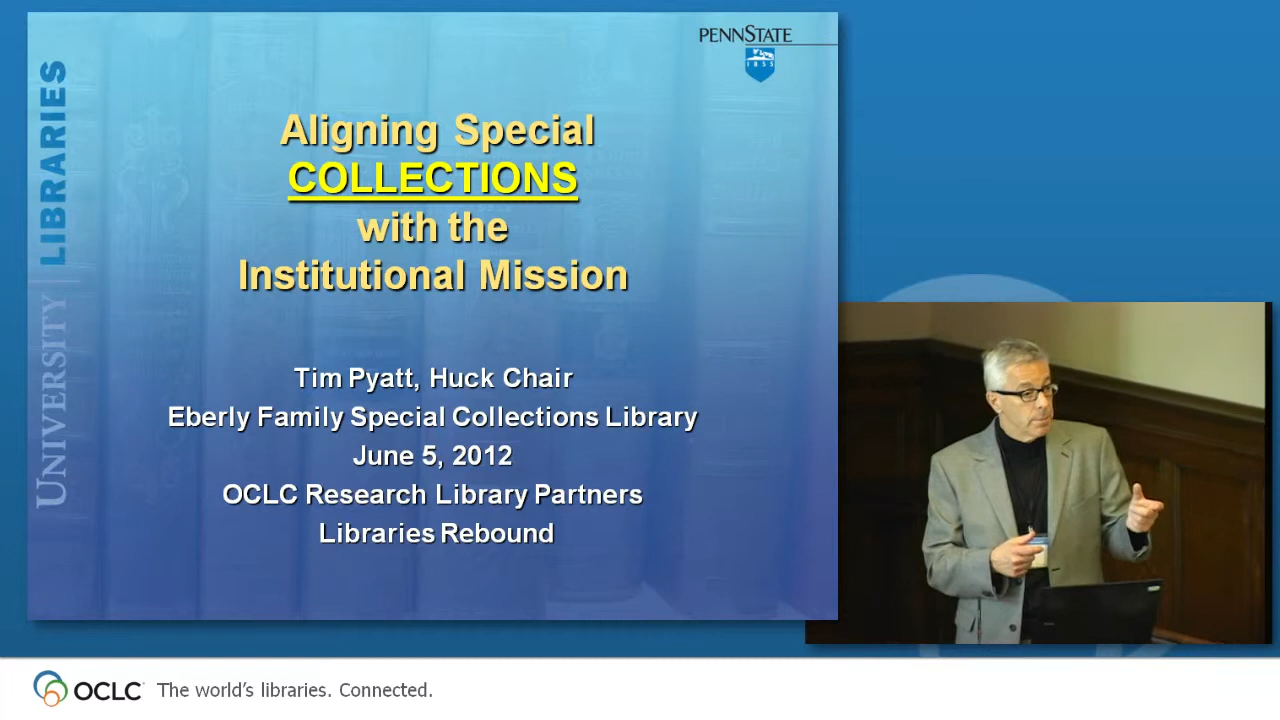 PENNSTATE
1855
UNIVERSITY | LIBRARIES
Aligning Special
COLLECTIONS
with the
Institutional Mission
Tim Pyatt, Huck Chair
Eberly Family Special Collections Library
June 5, 2012
OCLC Research Library Partners
Libraries Rebound
OCLC The world's libraries. Connected.